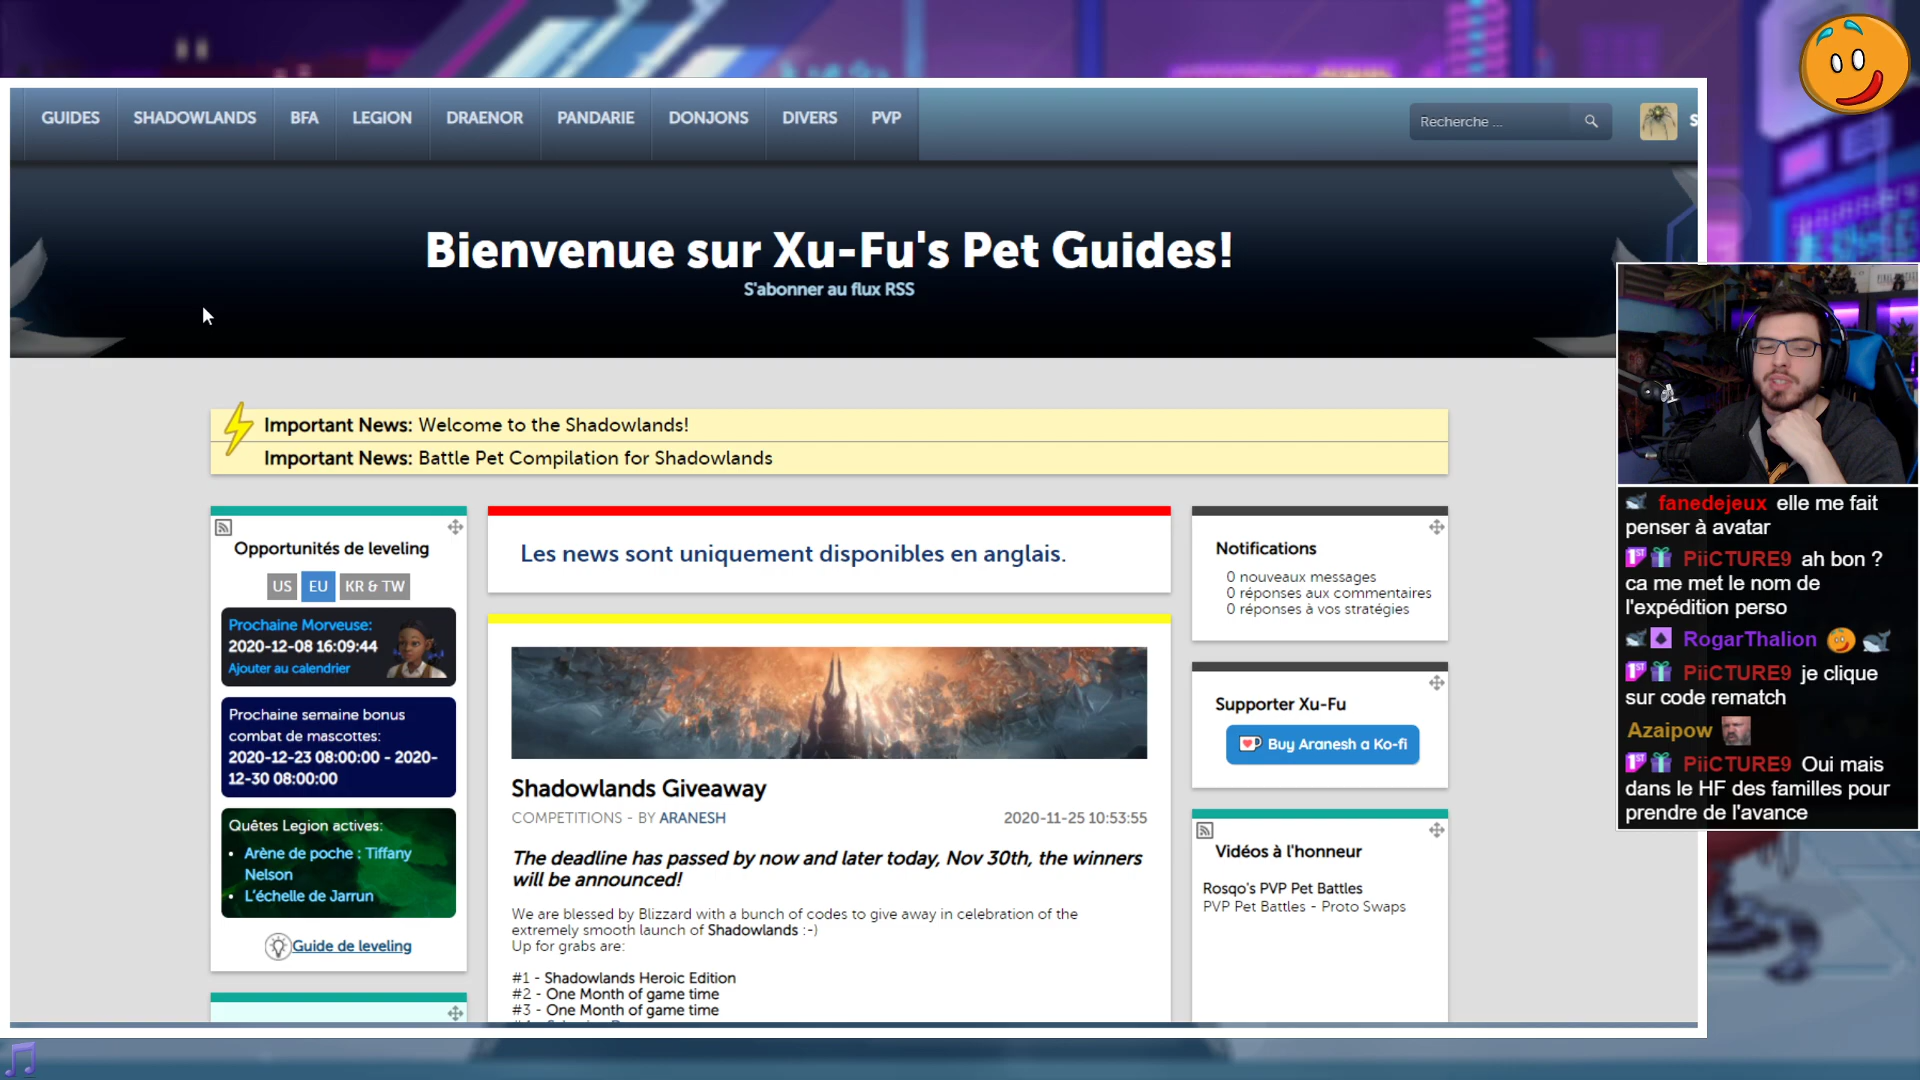 GUIDES SHADOWLANDS BFA LEGION DRAENOR PANDARIE DONJONS DIVERS PVP
Recherche ...
Bienvenue sur Xu-Fu's Pet Guides!
S'abonner au flux RSS
Important News: Welcome to the Shadowlands!
Important News: Battle Pet Compilation for Shadowlands
Opportunités de leveling
US EU KR & TW
Prochaine Morveuse:
2020-12-08 16:09:44
Ajouter au calendrier
Prochaine semaine bonus
combat de mascottes:
2020-12-23 08:00:00 - 2020-
12-30 08:00:00
Quêtes Legion actives:
• Arène de poche : Tiffany
Nelson
• L'échelle de Jarrun
Guide de leveling
Les news sont uniquement disponibles en anglais.
Shadowlands Giveaway
COMPETITIONS - BY ARANESH 2020-11-25 10:53:55
The deadline has passed by now and later today, Nov 30th, the winners
will be announced!
We are blessed by Blizzard with a bunch of codes to give away in celebration of the
extremely smooth launch of Shadowlands :-)
Up for grabs are:
#1 - Shadowlands Heroic Edition
#2 - One Month of game time
#3 - One Month of game time
Notifications
0 nouveaux messages
0 réponses aux commentaires
0 réponses à vos stratégies
Supporter Xu-Fu
Buy Aranesh a Ko-fi
Vidéos à l'honneur
Rosqo's PVP Pet Battles
PVP Pet Battles - Proto Swaps
fanedejeux elle me fait
penser à avatar
PiiCTURE9 ah bon ?
ca me met le nom de
l'expédition perso
RogarThalion
PiiCTURE9 je clique
sur code rematch
Azaipow
PiiCTURE9 Oui mais
dans le HF des familles pour
prendre de l'avance